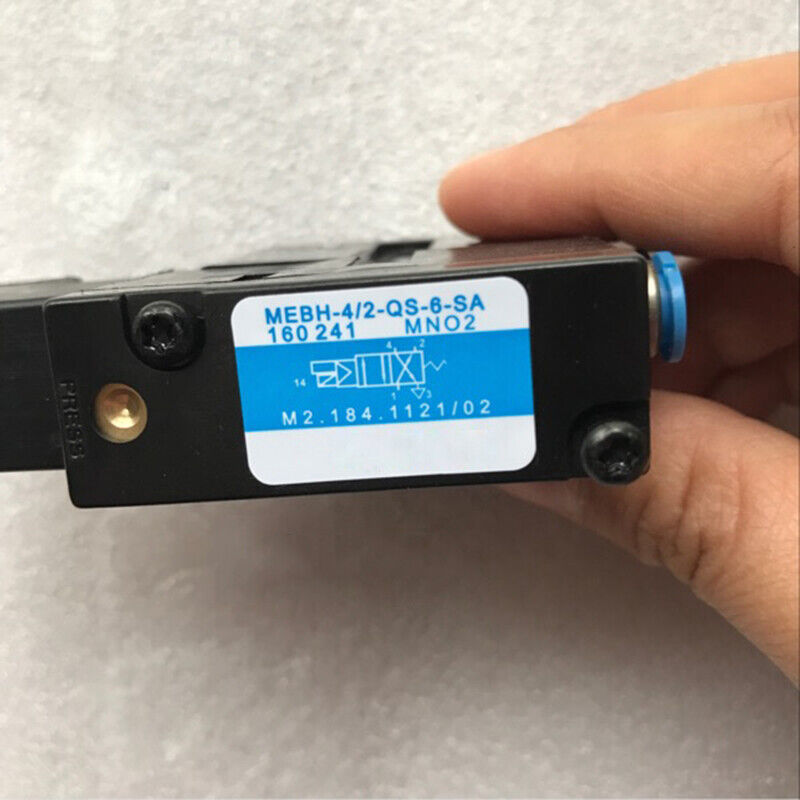 MEBH-4/2-QS-6-SA
160 241 MNO2
4 2
14
1 3
M2.184.1121/02
PRESS